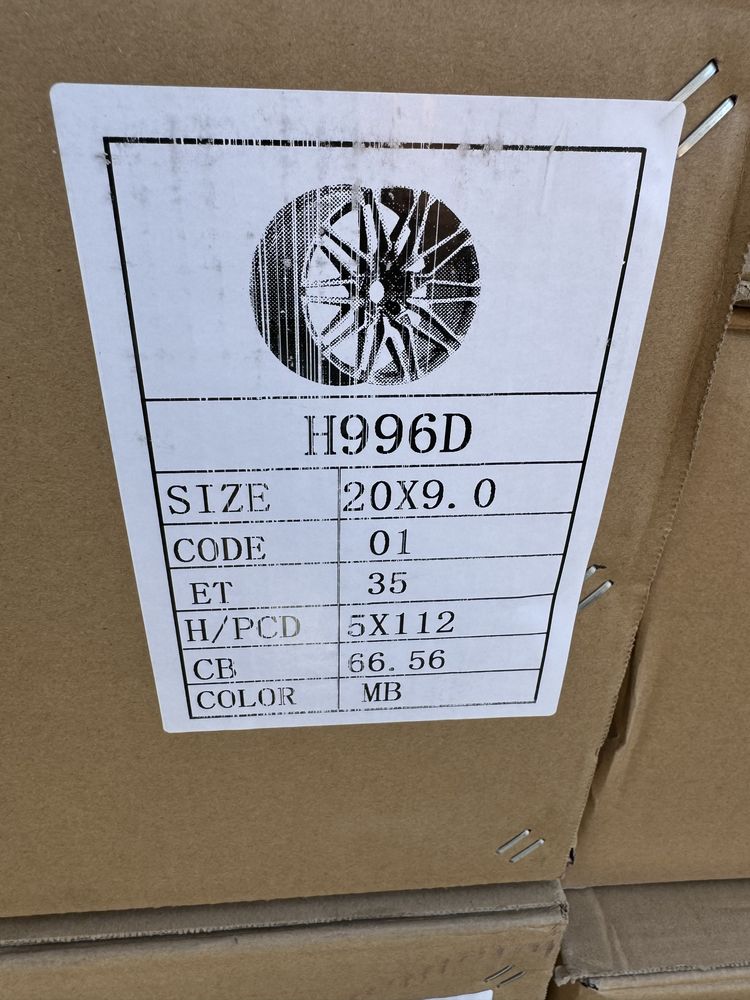 H996D
SIZE 20X9.0
CODE 01
ET 35
H/PCD 5X112
CB 66.56
COLOR MB